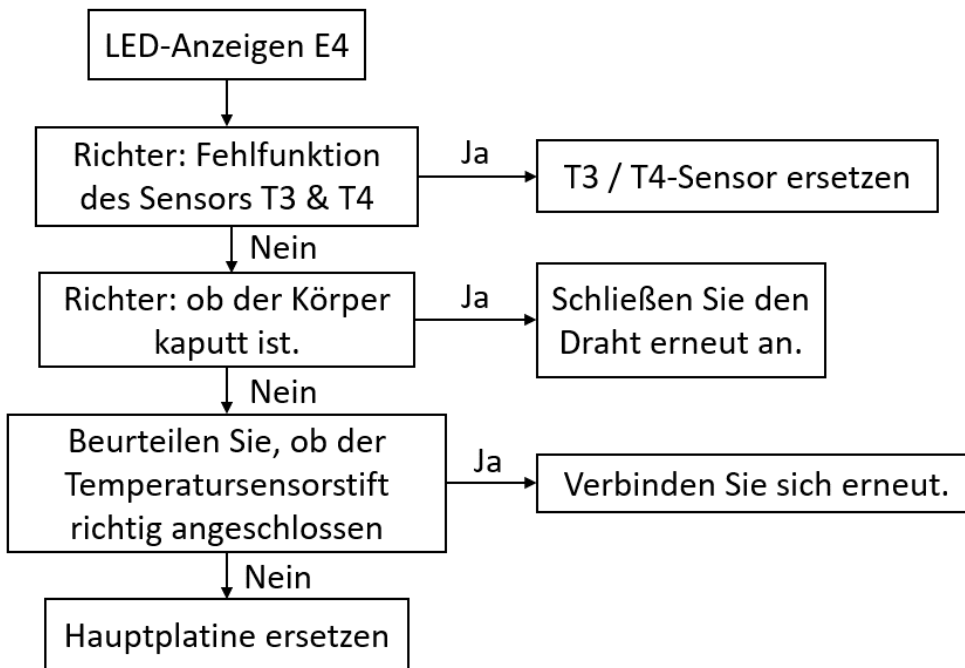 LED-Anzeigen E4
Richter: Fehlfunktion
des Sensors T3 & T4
Ja
T3 / T4-Sensor ersetzen
Nein
Richter: ob der Körper
kaputt ist.
Ja
Schließen Sie den
Draht erneut an.
Nein
Beurteilen Sie, ob der
Temperatursensorstift
richtig angeschlossen
Ja
Verbinden Sie sich erneut.
Nein
Hauptplatine ersetzen